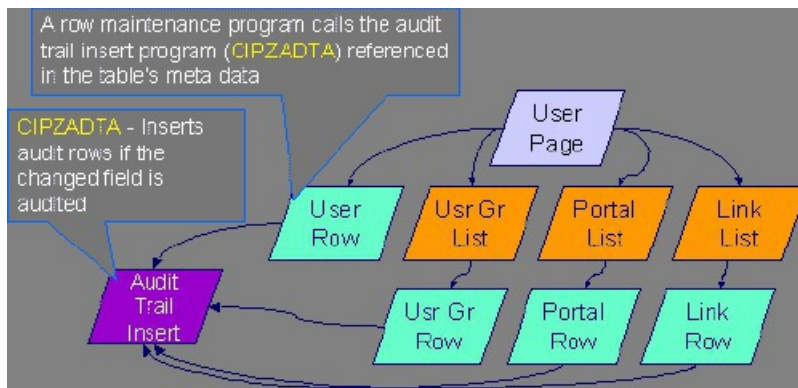 A row maintenance program calls the audit
trail insert program (CIPZADTA) referenced
in the table's meta data
CIPZADTA - Inserts
audit rows if the
changed field is
audited
User
Page
User
Row
Usr Gr
List
Portal
List
Link
List
Audit
Trail
Insert
Usr Gr
Row
Portal
Row
Link
Row